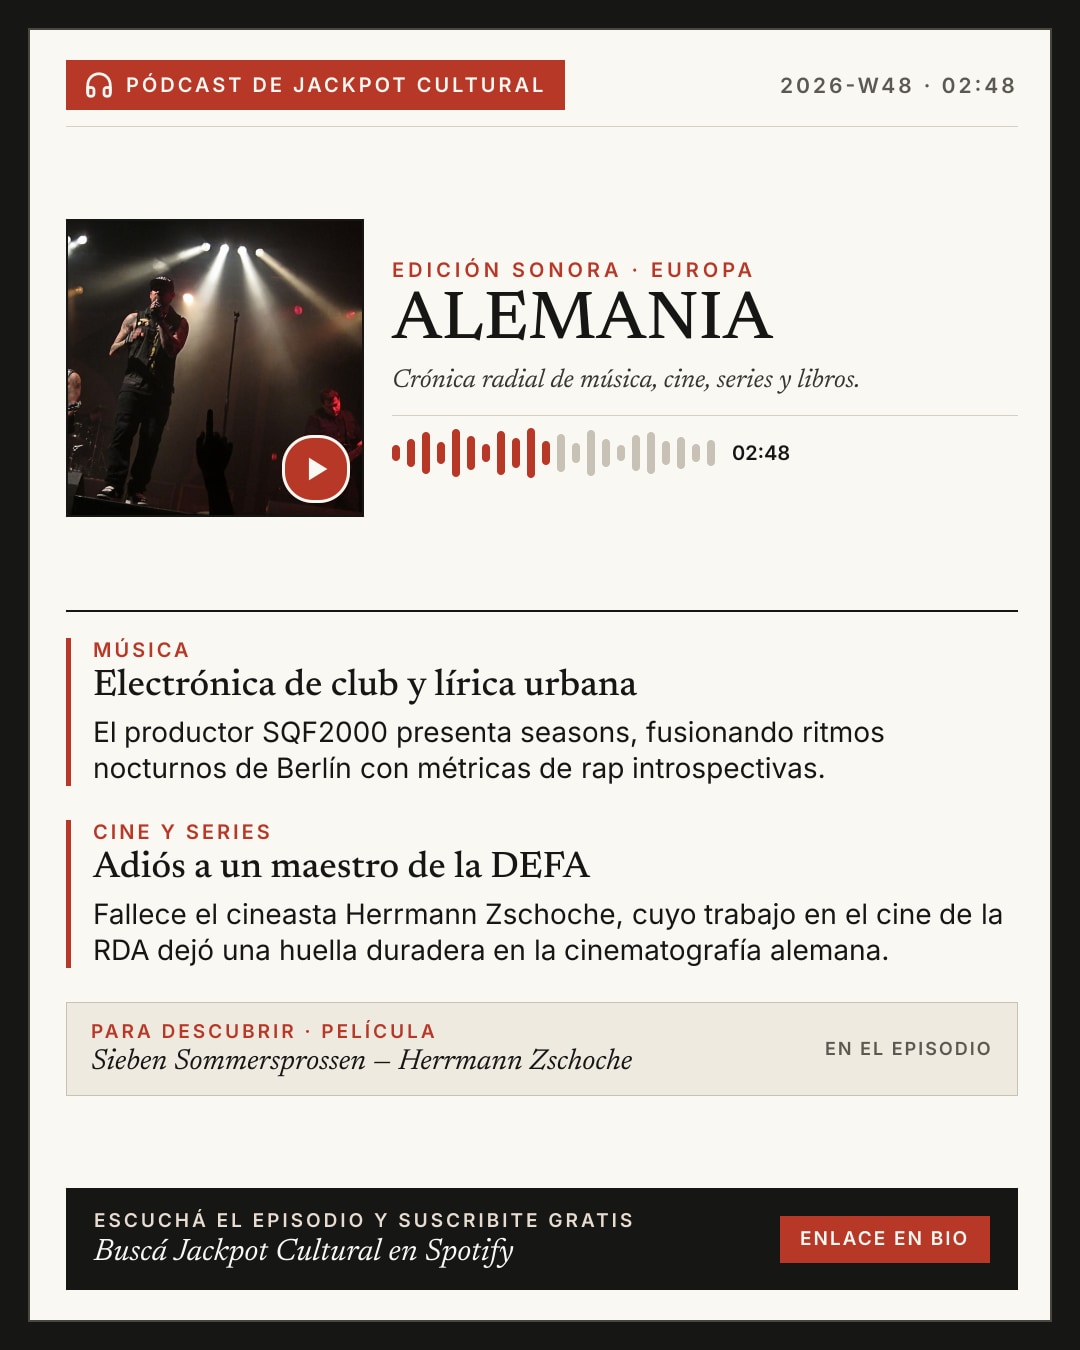 PÓDCAST DE JACKPOT CULTURAL
2026-W48 · 02:48
EDICIÓN SONORA · EUROPA
ALEMANIA
Crónica radial de música, cine, series y libros.
02:48
MÚSICA
Electrónica de club y lírica urbana
El productor SQF2000 presenta seasons, fusionando ritmos
nocturnos de Berlín con métricas de rap introspectivas.
CINE Y SERIES
Adiós a un maestro de la DEFA
Fallece el cineasta Herrmann Zschoche, cuyo trabajo en el cine de la
RDA dejó una huella duradera en la cinematografía alemana.
PARA DESCUBRIR · PELÍCULA
Sieben Sommersprossen — Herrmann Zschoche
EN EL EPISODIO
ESCUCHÁ EL EPISODIO Y SUSCRIBITE GRATIS
Buscá Jackpot Cultural en Spotify
ENLACE EN BIO